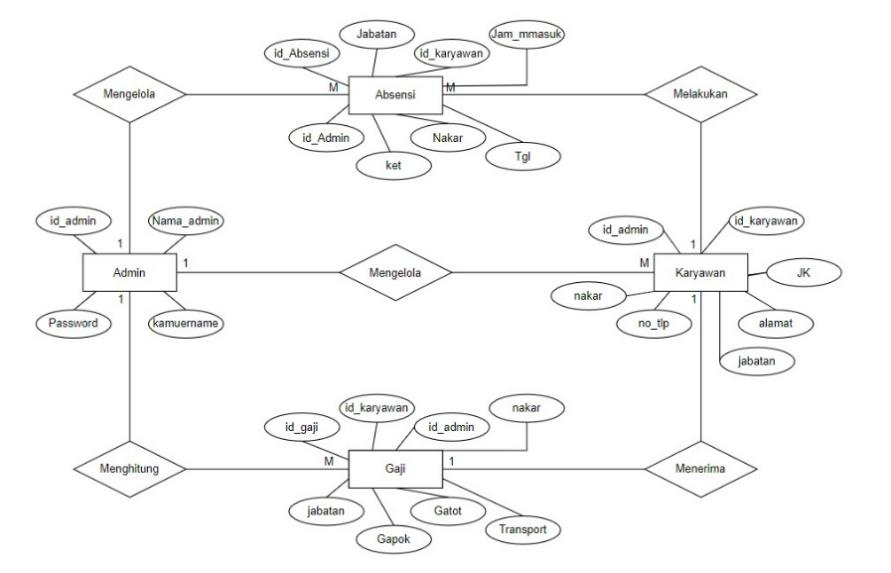 Jabatan
Jam_mmasuk
id_Absensi
id_karyawan
Mengelola
M
Absensi
M
Melakukan
id_Admin
Nakar
ket
Tgl
id_admin
Nama_admin
id_admin
id_karyawan
1
1
Admin
1
Mengelola
M
Karyawan
JK
1
1
nakar
Password
kamuername
no_tlp
alamat
jabatan
id_karyawan
nakar
id_gaji
id_admin
Menghitung
M
Gaji
1
Menerima
jabatan
Gatot
Gapok
Transport